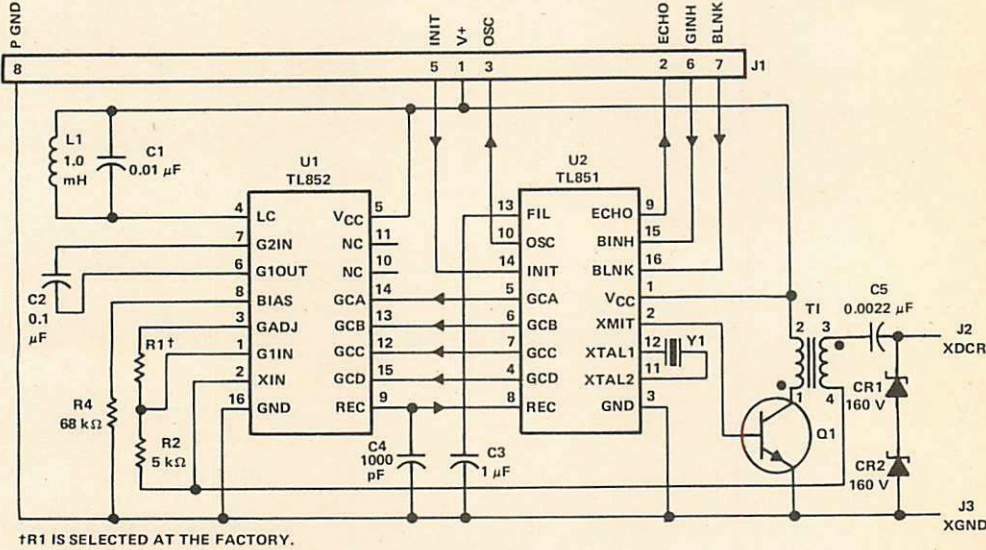 P GND
INIT
V+
OSC
ECHO
GINH
BLNK
8
5
1
3
2
6
7
J1
L1
1.0
mH
C1
0.01 µF
U1
TL852
4 LC
7 G2IN
6 G1OUT
8 BIAS
3 GADJ
1 G1IN
2 XIN
16 GND
VCC 5
NC 11
NC 10
GCA 14
GCB 13
GCC 12
GCD 15
REC 9
U2
TL851
13 FIL
10 OSC
14 INIT
5 GCA
6 GCB
7 GCC
4 GCD
8 REC
ECHO 9
BINH 15
BLNK 16
VCC 1
XMIT 2
XTAL1 12
XTAL2 11
GND 3
Y1
C2
0.1
µF
R1†
R4
68 kΩ
R2
5 kΩ
C4
1000
pF
C3
1 µF
TI
2
3
1
4
C5
0.0022 µF
J2
XDCR
CR1
160 V
Q1
CR2
160 V
J3
XGND
†R1 IS SELECTED AT THE FACTORY.